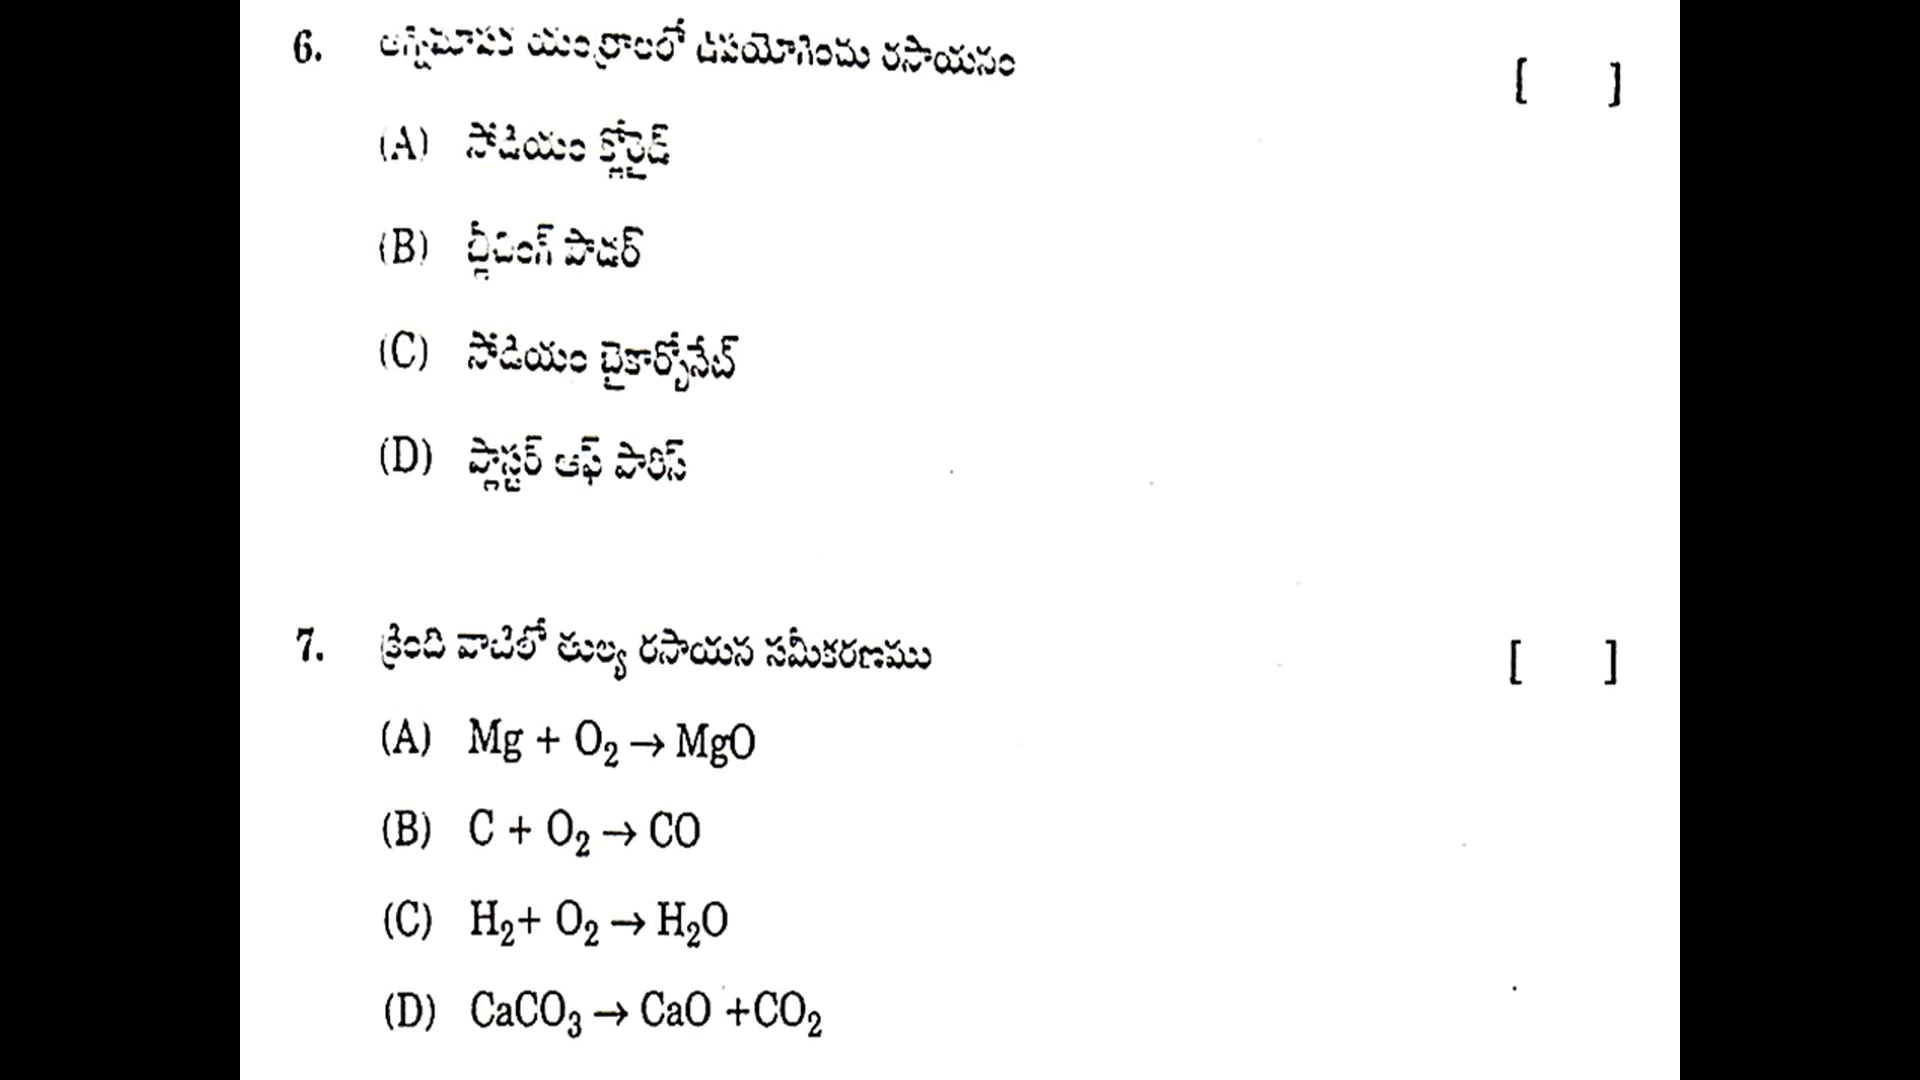 6. అగ్నిమాపక యంత్రాలలో ఉపయోగించు రసాయనం [ ]
(A) సోడియం క్లోరైడ్
(B) బ్లీచింగ్ పౌడర్
(C) సోడియం బైకార్బోనేట్
(D) ప్లాస్టర్ ఆఫ్ పారిస్
7. క్రింది వాటిలో తుల్య రసాయన సమీకరణము [ ]
(A) Mg + O₂ → MgO
(B) C + O₂ → CO
(C) H₂+ O₂ → H₂O
(D) CaCO₃ → CaO +CO₂